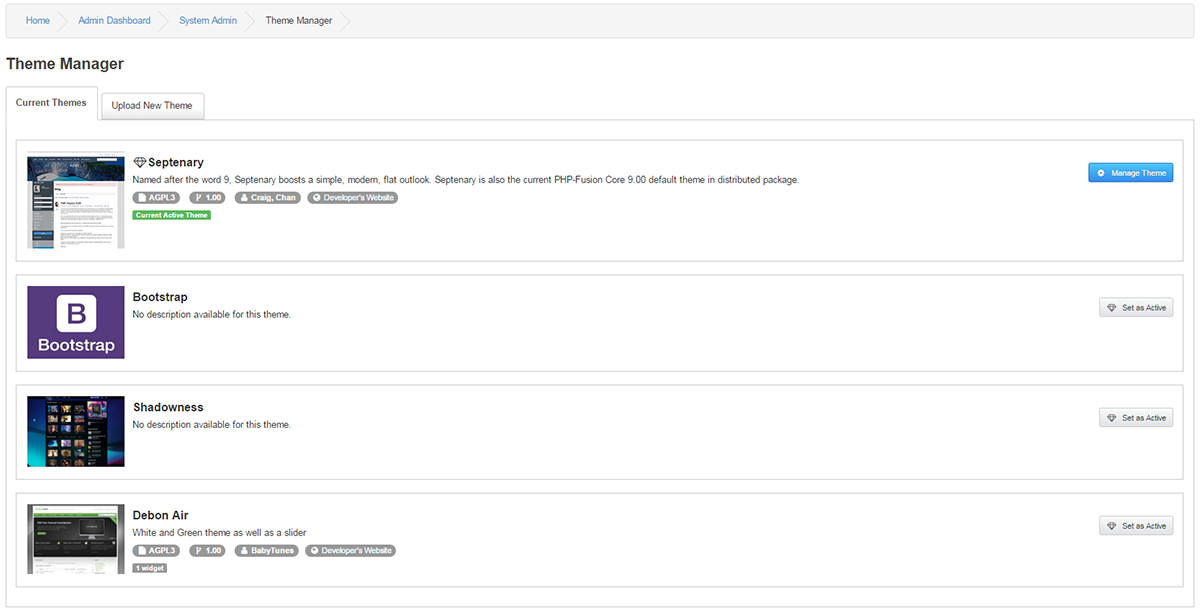 Home Admin Dashboard System Admin Theme Manager
Theme Manager
Current Themes Upload New Theme
Septenary
Named after the word 9, Septenary boosts a simple, modern, flat outlook. Septenary is also the current PHP-Fusion Core 9.00 default theme in distributed package.
Manage Theme
AGPL3 1.00 Craig, Chan Developer's Website
Current Active Theme
B
Bootstrap
Bootstrap
No description available for this theme.
Set as Active
Shadowness
No description available for this theme.
Set as Active
Debon Air
White and Green theme as well as a slider
Set as Active
AGPL3 1.00 BabyTunes Developer's Website
1 widget